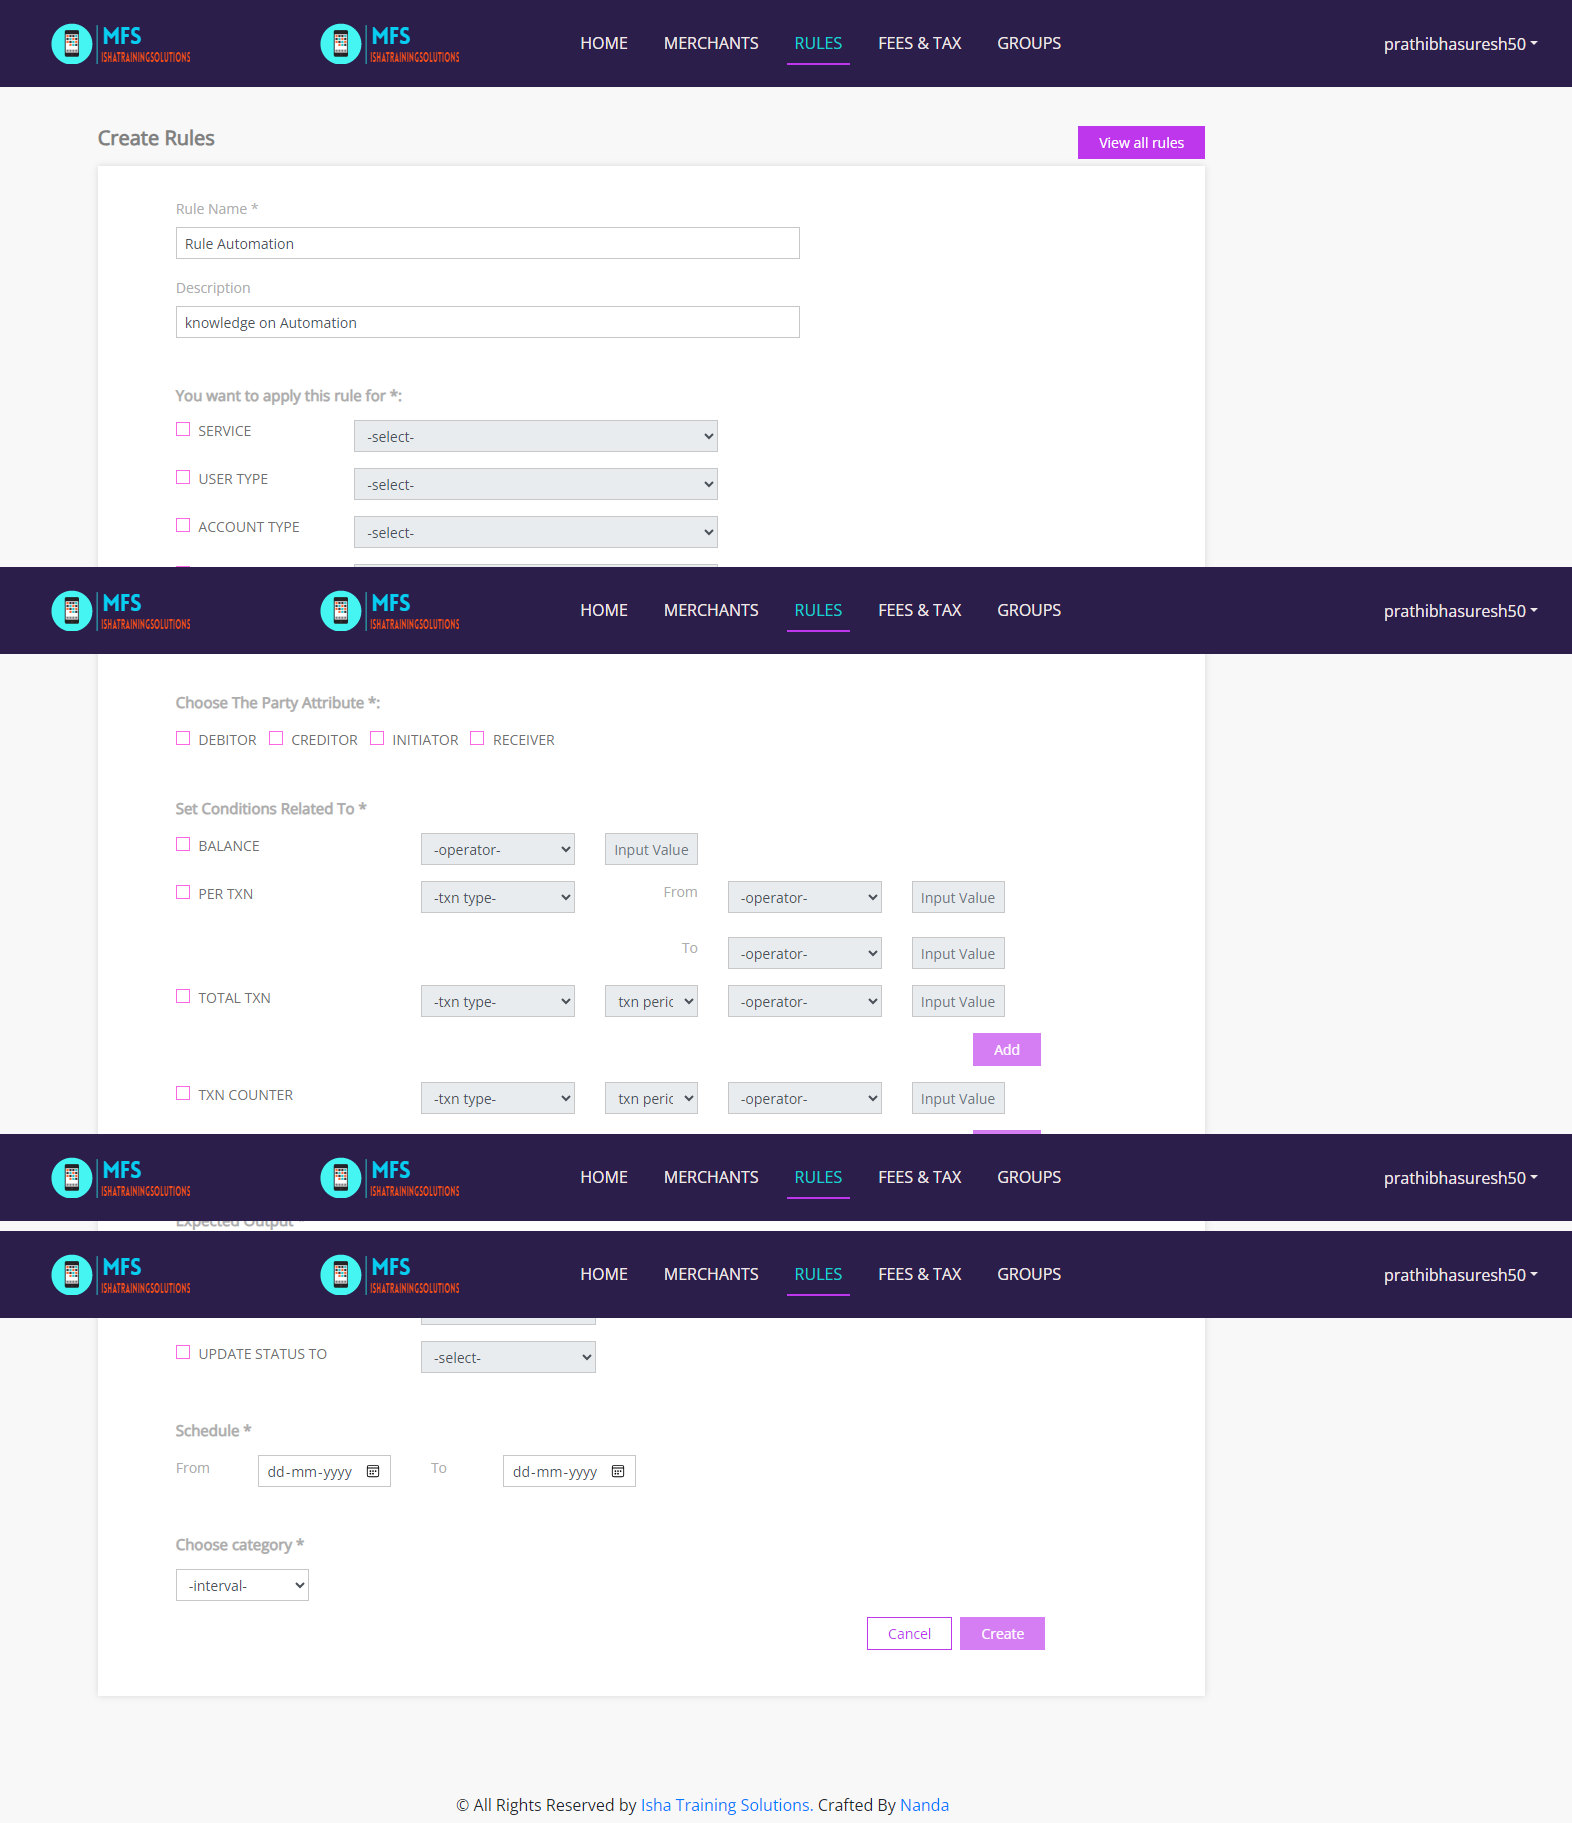 MFS ISHATRAININGSOLUTIONS MFS ISHATRAININGSOLUTIONS HOME MERCHANTS RULES FEES & TAX GROUPS prathibhasuresh50
Create Rules View all rules
Rule Name *
Rule Automation
Description
knowledge on Automation
You want to apply this rule for *:
SERVICE -select-
USER TYPE -select-
ACCOUNT TYPE -select-
MFS ISHATRAININGSOLUTIONS MFS ISHATRAININGSOLUTIONS HOME MERCHANTS RULES FEES & TAX GROUPS prathibhasuresh50
Choose The Party Attribute *:
DEBITOR CREDITOR INITIATOR RECEIVER
Set Conditions Related To *
BALANCE -operator- Input Value
PER TXN -txn type- From -operator- Input Value
To -operator- Input Value
TOTAL TXN -txn type- txn peric -operator- Input Value
Add
TXN COUNTER -txn type- txn peric -operator- Input Value
MFS ISHATRAININGSOLUTIONS MFS ISHATRAININGSOLUTIONS HOME MERCHANTS RULES FEES & TAX GROUPS prathibhasuresh50
Expected Output *
MFS ISHATRAININGSOLUTIONS MFS ISHATRAININGSOLUTIONS HOME MERCHANTS RULES FEES & TAX GROUPS prathibhasuresh50
UPDATE STATUS TO -select-
Schedule *
From dd-mm-yyyy To dd-mm-yyyy
Choose category *
-interval-
Cancel Create
© All Rights Reserved by Isha Training Solutions. Crafted By Nanda